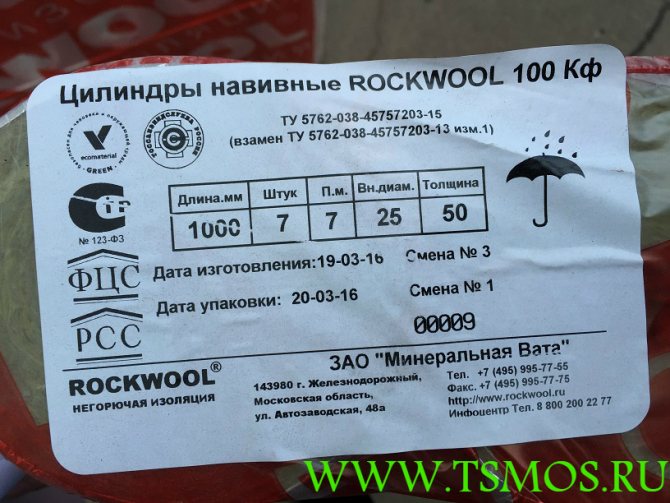 Цилиндры навивные ROCKWOOL 100 Кф
ТУ 5762-038-45757203-15
(взамен ТУ 5762-038-45757203-13 изм.1)
ecomaterial
GREEN
№ 123-ФЗ
Длина.мм Штук П.м. Вн.диам. Толщина
1000 7 7 25 50
ФЦС
РСС
Дата изготовления:19-03-16 Смена № 3
Дата упаковки: 20-03-16 Смена № 1
00009
ROCKWOOL®
НЕГОРЮЧАЯ ИЗОЛЯЦИЯ
ЗАО "Минеральная Вата"
143980 г. Железнодорожный,
Московская область,
ул. Автозаводская, 48а
Тел. +7 (495) 995-77-55
Факс. +7 (495) 995-77-75
http://www.rockwool.ru
Инфоцентр Тел. 8 800 200 22 77
WWW.TSMOS.RU